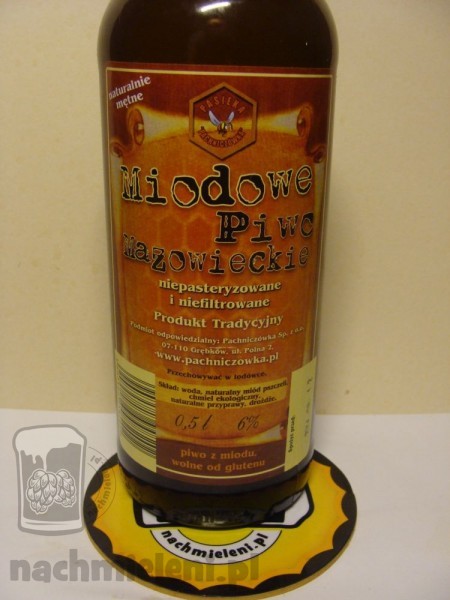 naturalnie
mętne
PASIEKA
Miodowe
Piwo
Mazowieckie
niepasteryzowane
i niefiltrowane
Produkt Tradycyjny
Podmiot odpowiedzialny: Pachniczówka Sp. z o.o.
07-110 Grębków, ul. Polna 2,
www.pachniczówka.pl
Przechowywać w lodówce.
Skład: woda, naturalny miód pszczeli,
chmiel ekologiczny,
naturalne przyprawy, drożdże.
0,5 l 6%
piwo z miodu,
wolne od glutenu
nachmieleni.pl
nachmieleni.pl